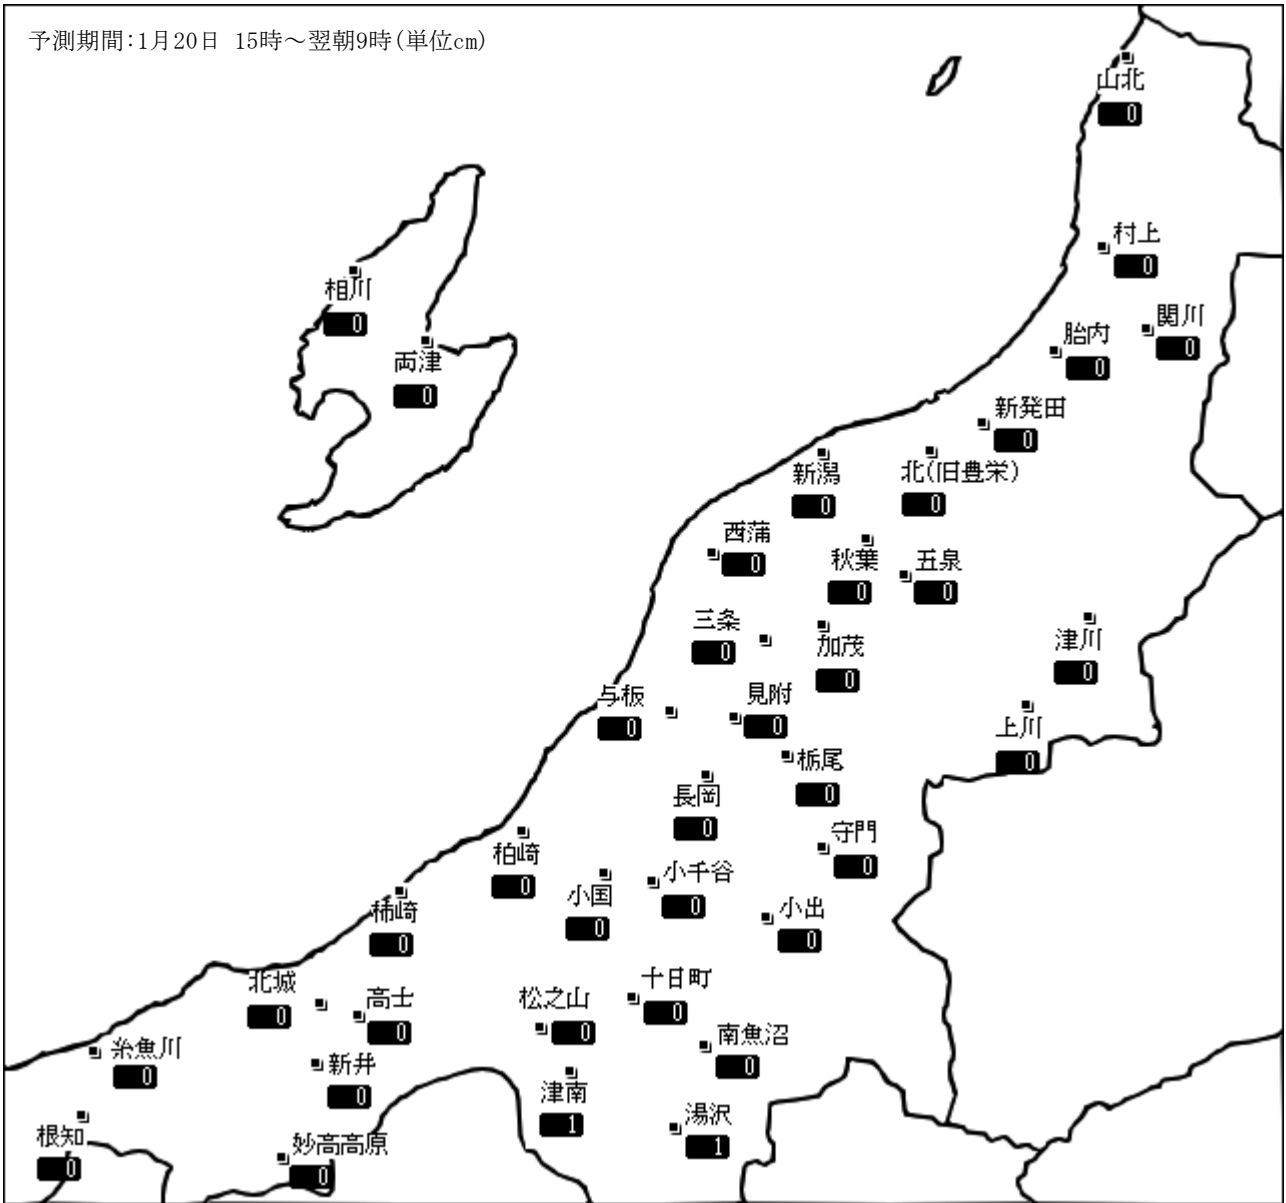 予測期間:1月20日 15時～翌朝9時(単位cm)
山北
0
村上
0
相川
0
関川
0
胎内
0
両津
0
新発田
0
新潟
0
北(旧豊栄)
0
西蒲
0
秋葉
0
五泉
0
三条
0
加茂
0
津川
0
与板
0
見附
0
上川
0
栃尾
0
長岡
0
守門
0
柏崎
0
小千谷
0
小国
0
小出
0
柿崎
0
北城
0
高士
0
松之山
0
十日町
0
南魚沼
0
糸魚川
0
新井
0
津南
1
湯沢
1
根知
0
妙高高原
0